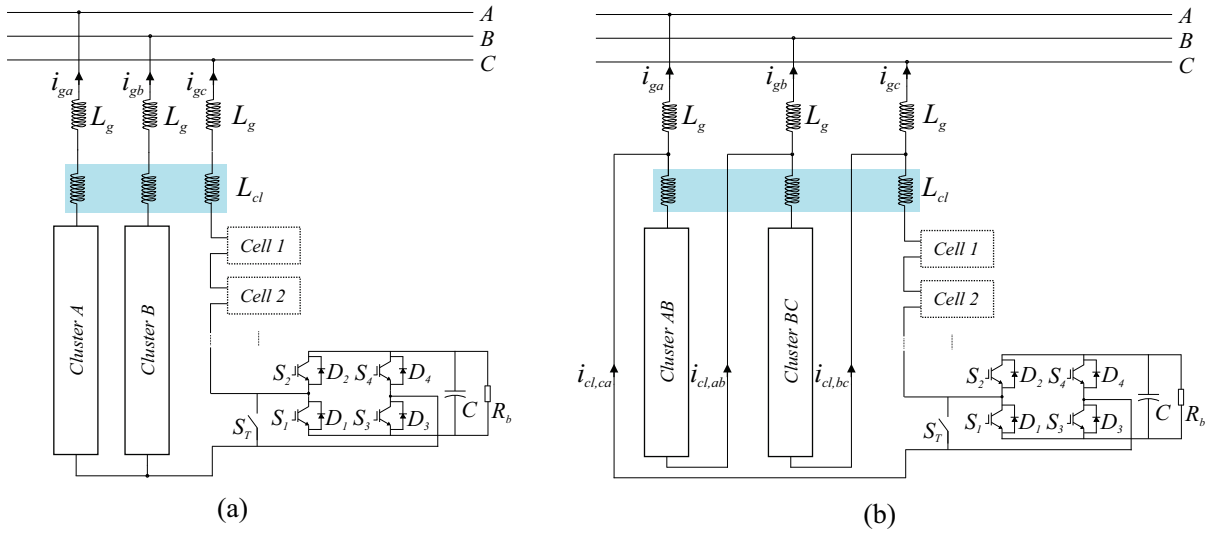 A
B
C
i_ga
i_gb
i_gc
L_g
L_g
L_g
L_cl
Cluster A
Cluster B
Cell 1
Cell 2
S_2
D_2
S_4
D_4
S_T
S_1
D_1
S_3
D_3
C
R_b
(a)
A
B
C
i_ga
i_gb
i_gc
L_g
L_g
L_g
L_cl
Cluster AB
Cluster BC
Cell 1
Cell 2
i_cl,ca
i_cl,ab
i_cl,bc
S_2
D_2
S_4
D_4
S_T
S_1
D_1
S_3
D_3
C
R_b
(b)